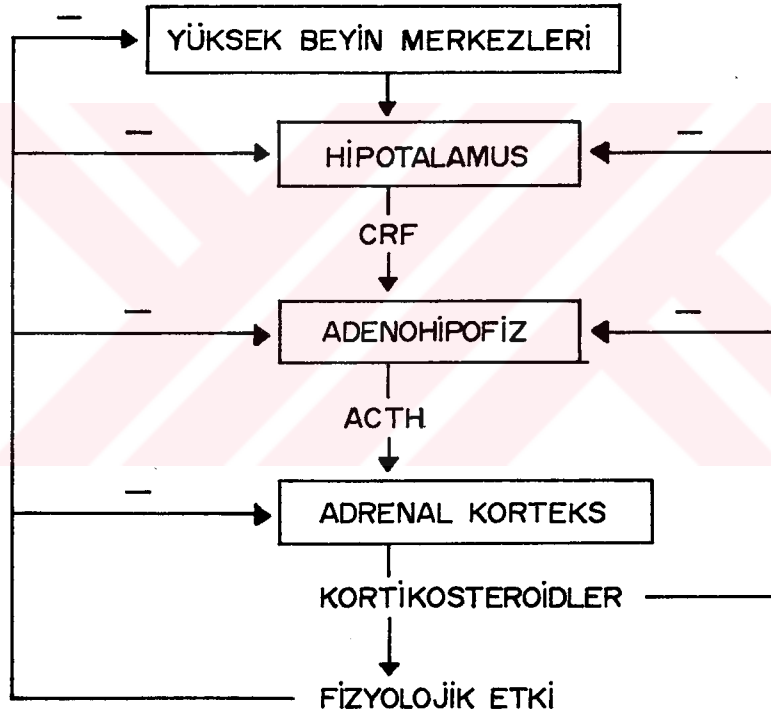 YÜKSEK BEYİN MERKEZLERİ
HİPOTALAMUS
CRF
ADENOHİPOFİZ
ACTH
ADRENAL KORTEKS
KORTİKOSTEROİDLER
FİZYOLOJİK ETKİ